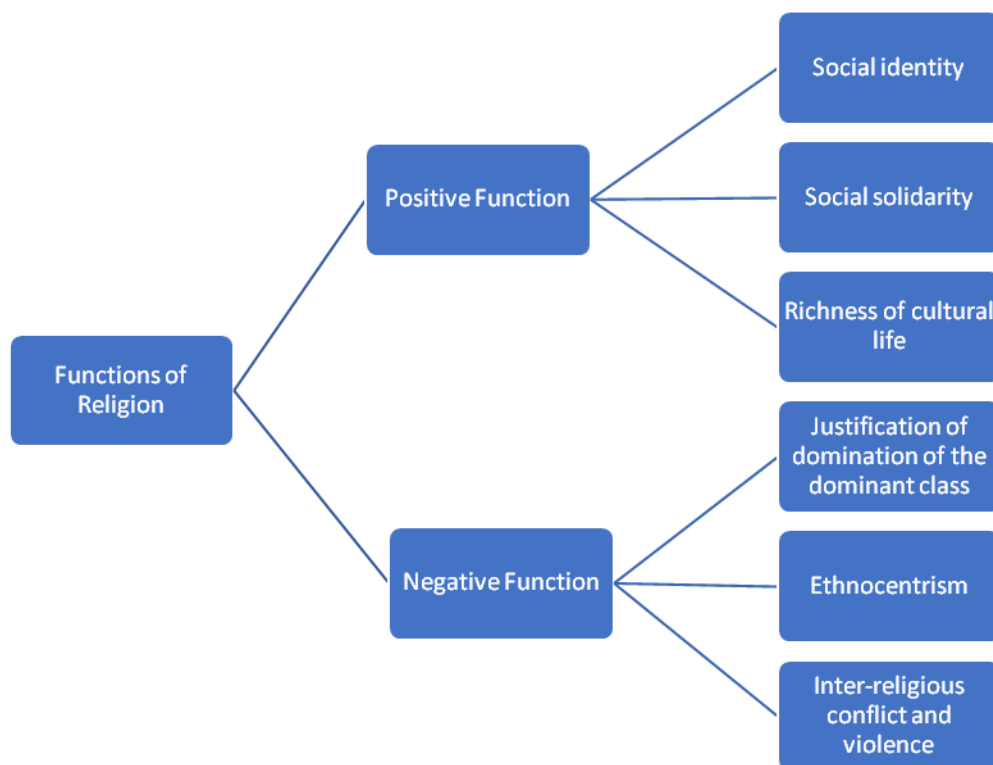 Functions of
Religion
Positive Function
Social identity
Social solidarity
Richness of cultural
life
Negative Function
Justification of
domination of the
dominant class
Ethnocentrism
Inter-religious
conflict and
violence